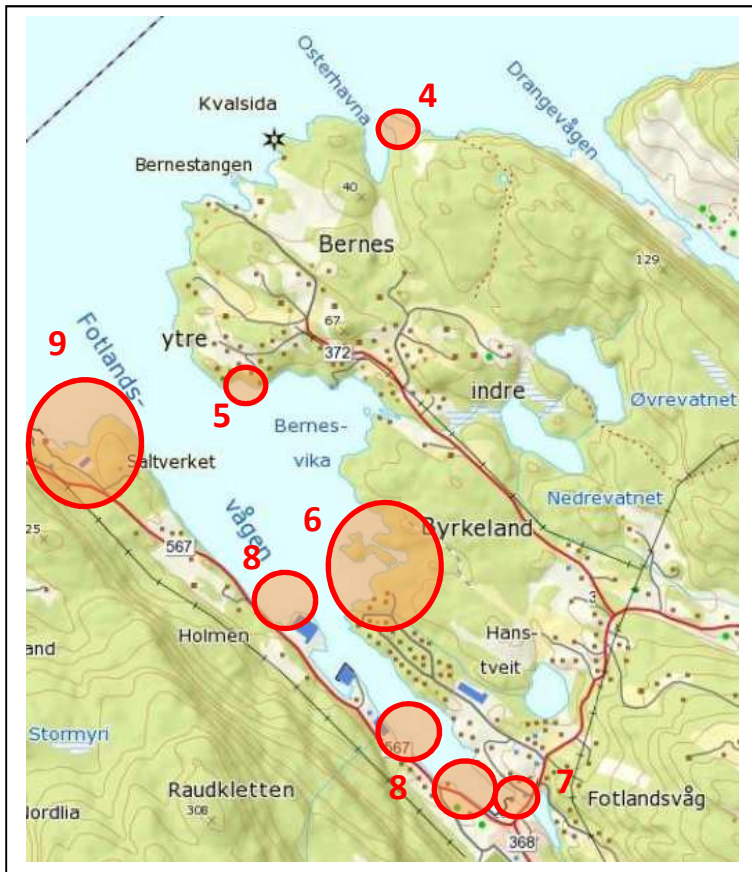 Kvalsida
Osterhavna
4
Drangevågen
Bernestangen
40
Bernes
129
67
ytre
372
9
Fotlands-
5
indre
Øvrevatnet
Bernes-
vika
Saltverket
vågen
6
Byrkeland
Nedrevatnet
25
567
8
Holmen
Hans-
tveit
3
and
Stormyri
567
8
7
Raudkletten
308
Fotlandsvåg
Nordlia
368